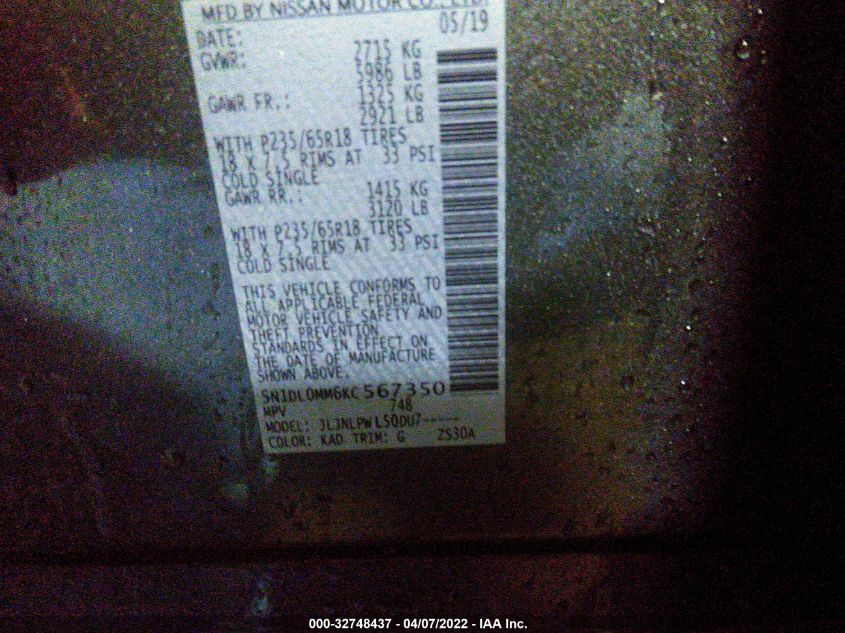 MFD BY NISSAN MOTOR CO., LTD.
DATE: 05/19
GVWR: 2715 KG
5986 LB
GAWR FR.: 1325 KG
2921 LB
WITH P235/65R18 TIRES
18 X 7.5 RIMS AT 33 PSI
COLD SINGLE
GAWR RR.: 1415 KG
3120 LB
WITH P235/65R18 TIRES
18 X 7.5 RIMS AT 33 PSI
COLD SINGLE
THIS VEHICLE CONFORMS TO
ALL APPLICABLE FEDERAL
MOTOR VEHICLE SAFETY AND
THEFT PREVENTION
STANDARDS IN EFFECT ON
THE DATE OF MANUFACTURE
SHOWN ABOVE.
5N1DL0MM6KC567350
MPV 748
MODEL: JLJNLPWL50DU7-----
COLOR: KAD TRIM: G ZS30A
000-32748437 - 04/07/2022 - IAA Inc.